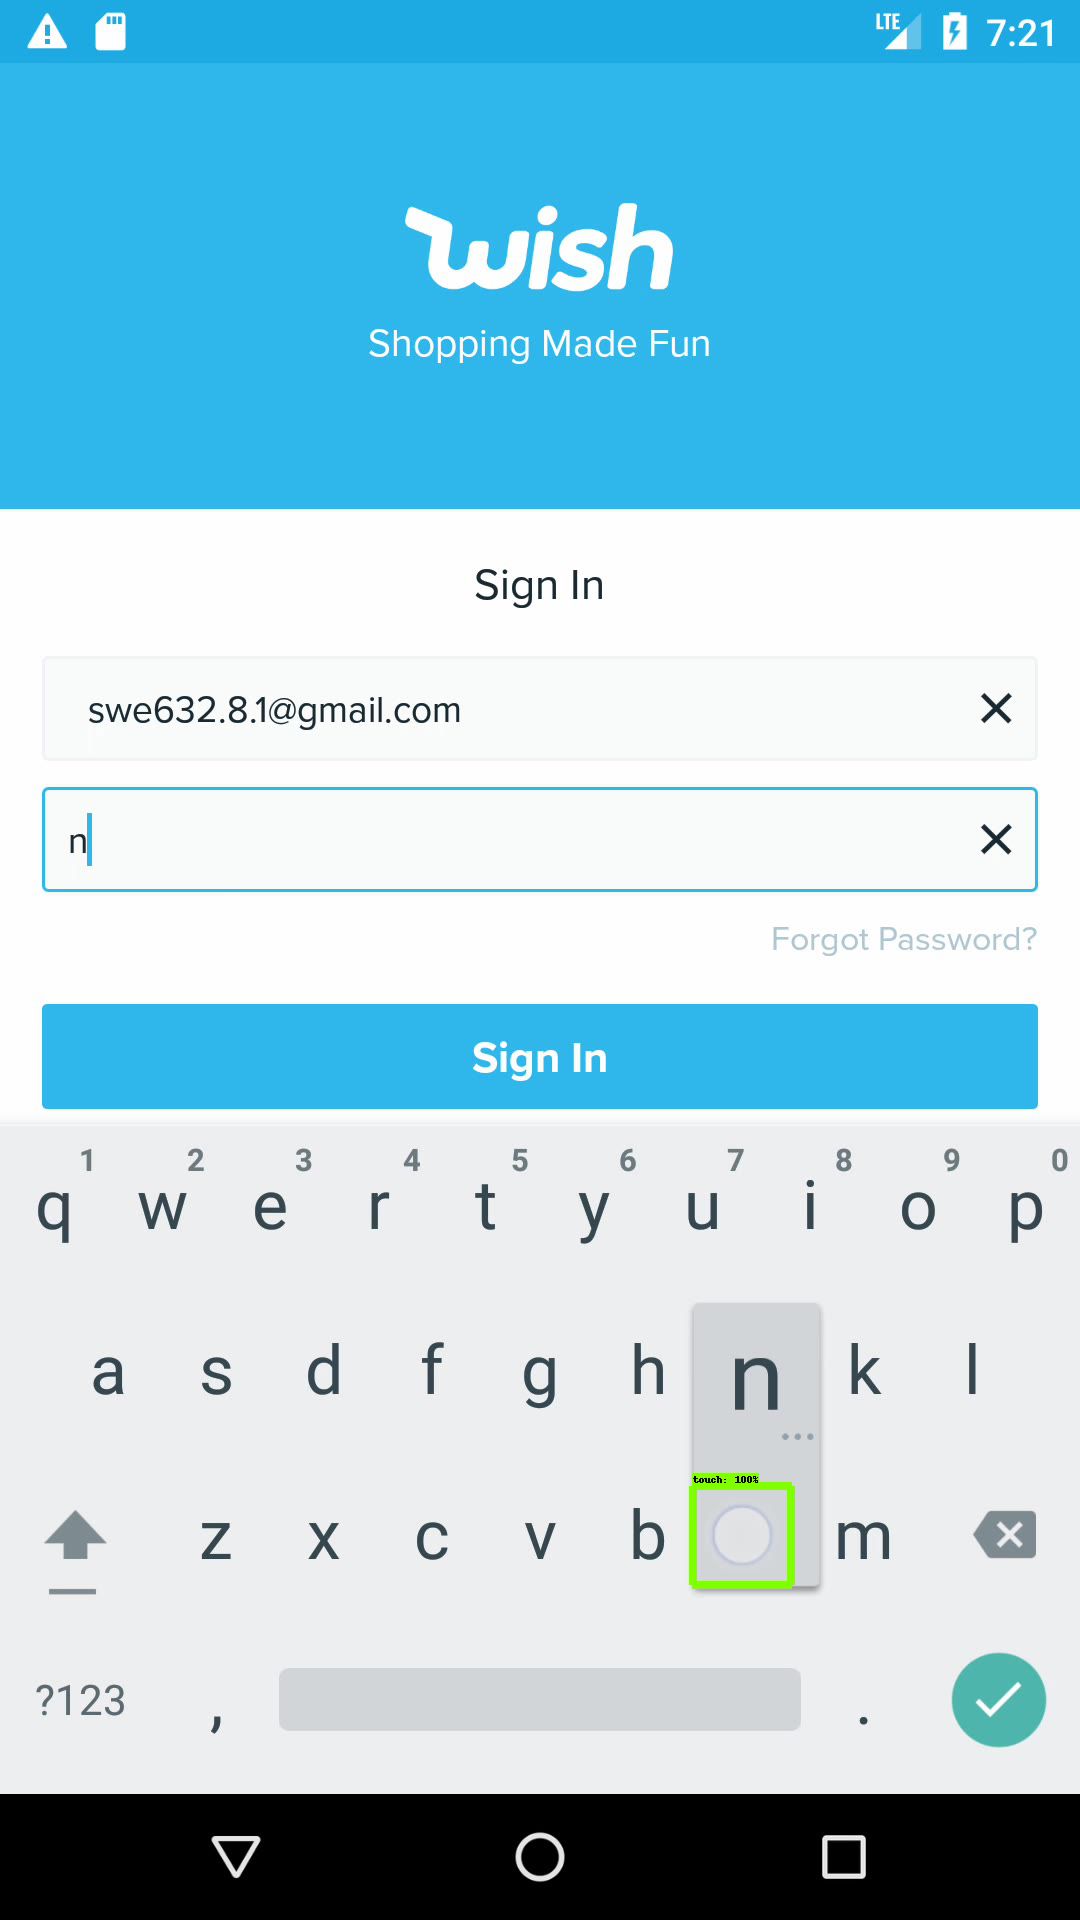 LTE 7:21
wish
Shopping Made Fun
Sign In
swe632.8.1@gmail.com
n
Forgot Password?
Sign In
1 2 3 4 5 6 7 8 9 0
q w e r t y u i o p
a s d f g h n k l
touch: 100%
z x c v b m
?123 , .